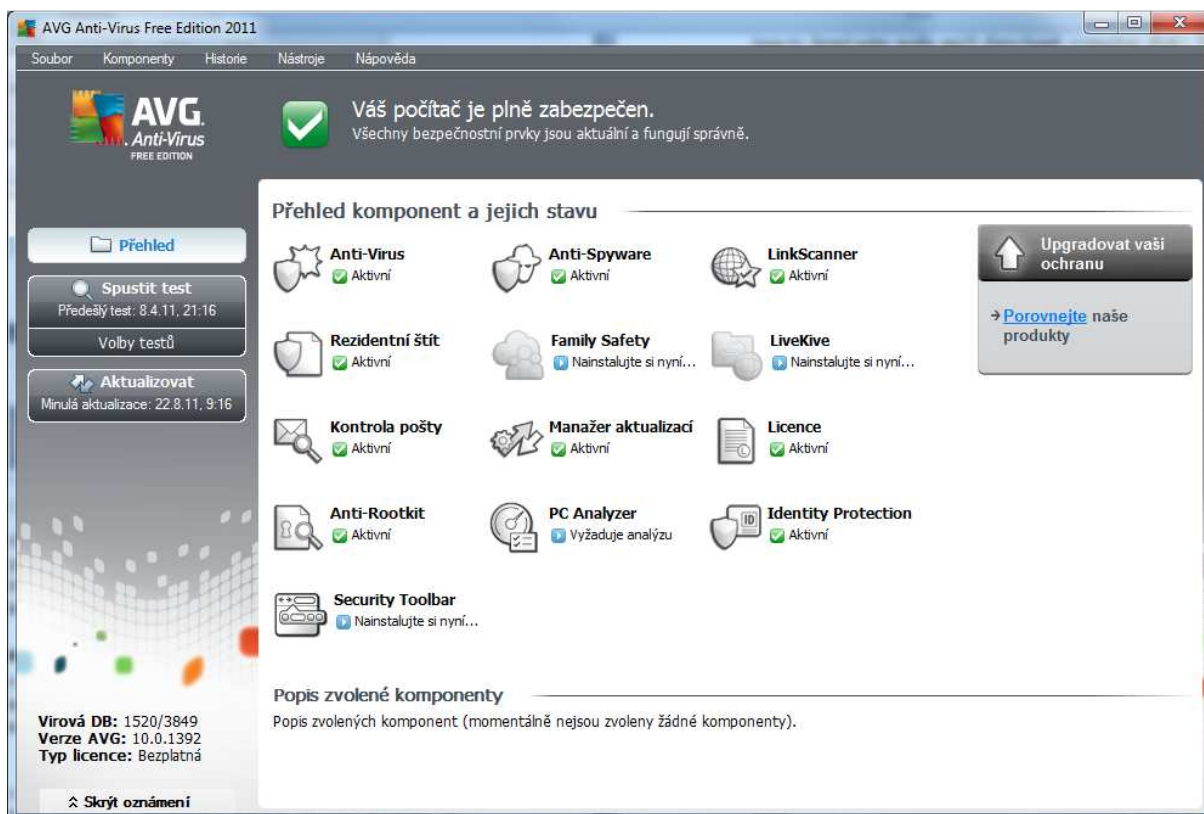 AVG Anti-Virus Free Edition 2011
Soubor Komponenty Historie Nástroje Nápověda
AVG.
Anti-Virus
FREE EDITION
Váš počítač je plně zabezpečen.
Všechny bezpečnostní prvky jsou aktuální a fungují správně.
Přehled
Spustit test
Předešlý test: 8.4.11, 21:16
Volby testů
Aktualizovat
Minulá aktualizace: 22.8.11, 9:16
Přehled komponent a jejich stavu
Anti-Virus
Aktivní
Anti-Spyware
Aktivní
LinkScanner
Aktivní
Rezidentní štít
Aktivní
Family Safety
Nainstalujte si nyní...
LiveKive
Nainstalujte si nyní...
Kontrola pošty
Aktivní
Manažer aktualizací
Aktivní
Licence
Aktivní
Anti-Rootkit
Aktivní
PC Analyzer
Vyžaduje analýzu
ID
Identity Protection
Aktivní
Security Toolbar
Nainstalujte si nyní...
Upgradovat vaši
ochranu
Porovnejte naše
produkty
Popis zvolené komponenty
Popis zvolených komponent (momentálně nejsou zvoleny žádné komponenty).
Virová DB: 1520/3849
Verze AVG: 10.0.1392
Typ licence: Bezplatná
Skrýt oznámení